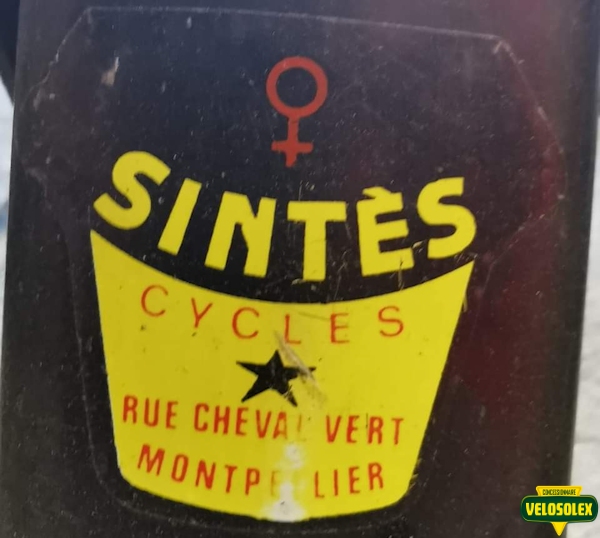 SINTÈS
CYCLES
RUE CHEVAL VERT
MONTPELLIER
CONCESSIONNAIRE
VELOSOLEX